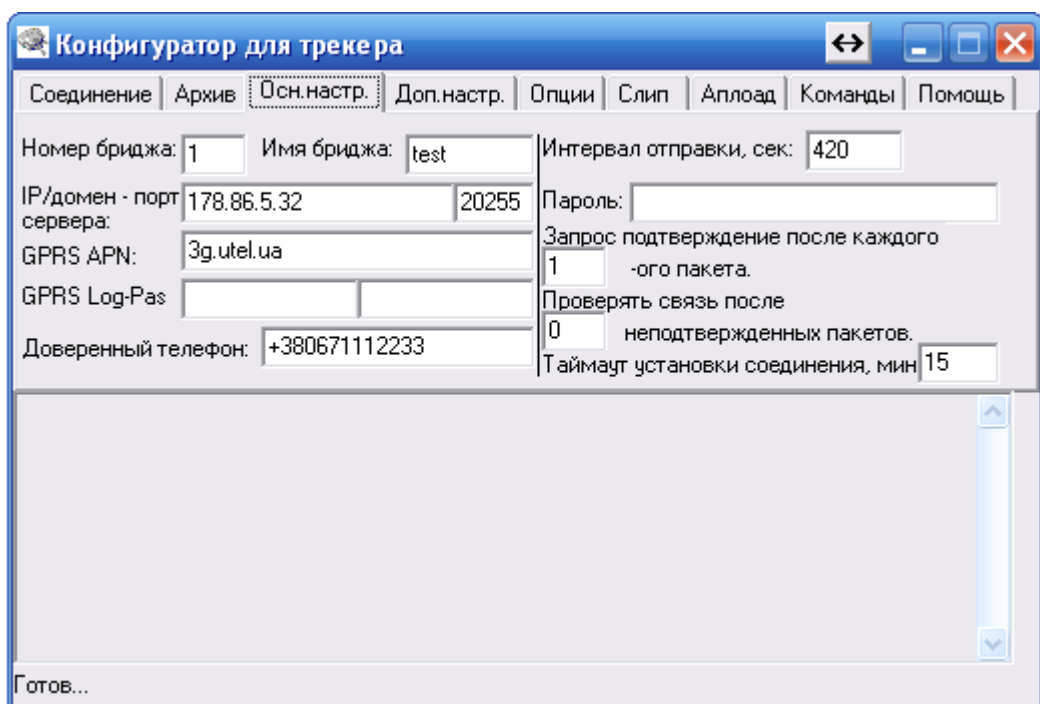 Конфигуратор для трекера
Соединение Архив Осн.настр. Доп.настр. Опции Слип Аплоад Команды Помощь
Номер бриджа: 1 Имя бриджа: test
IP/домен - порт сервера: 178.86.5.32 20255
GPRS APN: 3g.utel.ua
GPRS Log-Pas
Доверенный телефон: +380671112233
Интервал отправки, сек: 420
Пароль:
Запрос подтверждение после каждого
1 -ого пакета.
Проверять связь после
0 неподтвержденных пакетов.
Таймаут установки соединения, мин 15
Готов...